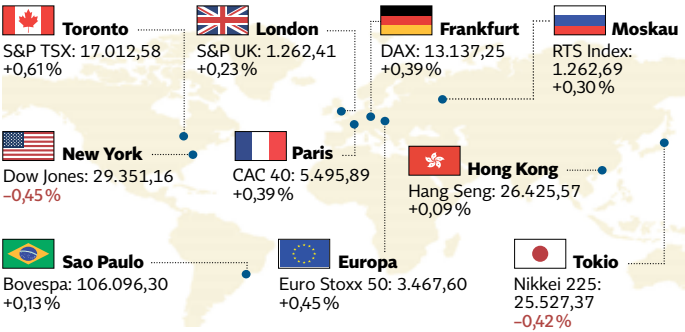 Toronto
S&P TSX: 17.012,58
+0,61 %
London
S&P UK: 1.262,41
+0,23 %
Frankfurt
DAX: 13.137,25
+0,39 %
Moskau
RTS Index:
1.262,69
+0,30 %
New York
Dow Jones: 29.351,16
–0,45 %
Paris
CAC 40: 5.495,89
+0,39 %
Hong Kong
Hang Seng: 26.425,57
+0,09 %
Sao Paulo
Bovespa: 106.096,30
+0,13 %
Europa
Euro Stoxx 50: 3.467,60
+0,45 %
Tokio
Nikkei 225:
25.527,37
–0,42 %